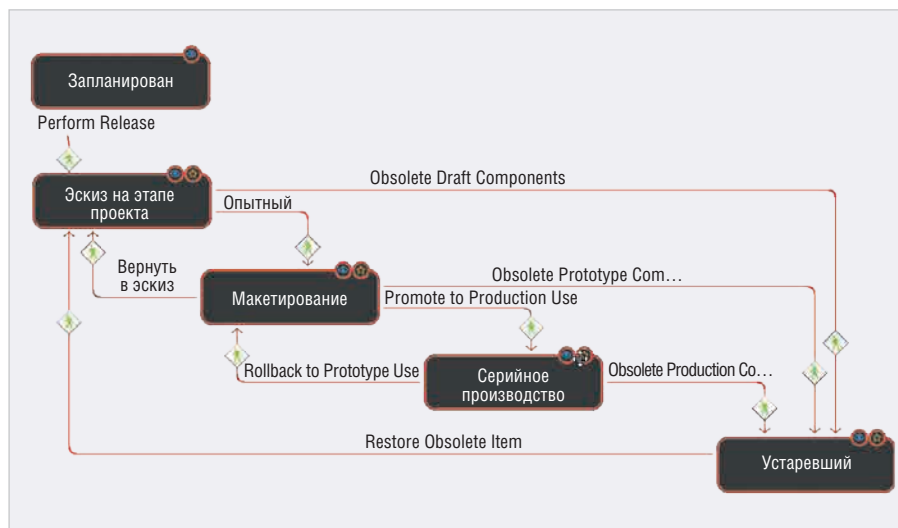 Запланирован
Perform Release
Эскиз на этапе
проекта
Obsolete Draft Components
Опытный
Вернуть
в эскиз
Макетирование
Obsolete Prototype Com…
Promote to Production Use
Rollback to Prototype Use
Серийное
производство
Obsolete Production Co…
Restore Obsolete Item
Устаревший